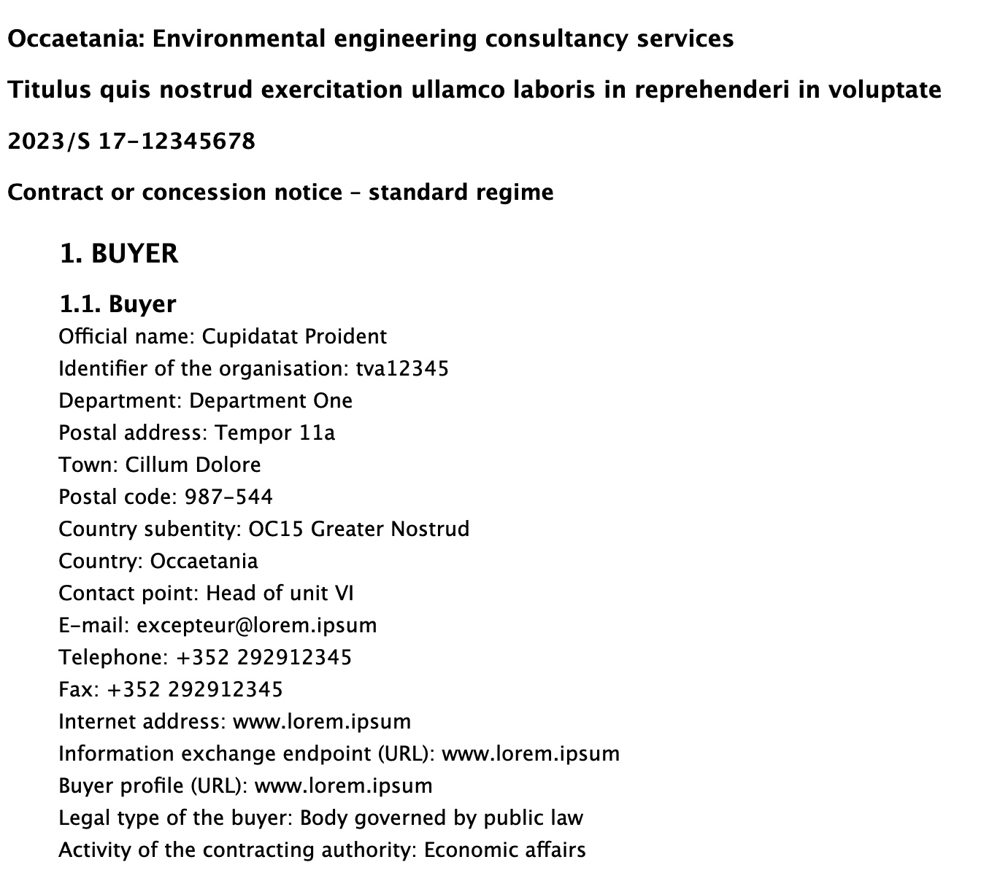 Occaetania: Environmental engineering consultancy services
Titulus quis nostrud exercitation ullamco laboris in reprehenderi in voluptate
2023/S 17-12345678
Contract or concession notice – standard regime
1. BUYER
1.1. Buyer
Official name: Cupidatat Proident
Identifier of the organisation: tva12345
Department: Department One
Postal address: Tempor 11a
Town: Cillum Dolore
Postal code: 987-544
Country subentity: OC15 Greater Nostrud
Country: Occaetania
Contact point: Head of unit VI
E-mail: excepteur@lorem.ipsum
Telephone: +352 292912345
Fax: +352 292912345
Internet address: www.lorem.ipsum
Information exchange endpoint (URL): www.lorem.ipsum
Buyer profile (URL): www.lorem.ipsum
Legal type of the buyer: Body governed by public law
Activity of the contracting authority: Economic affairs